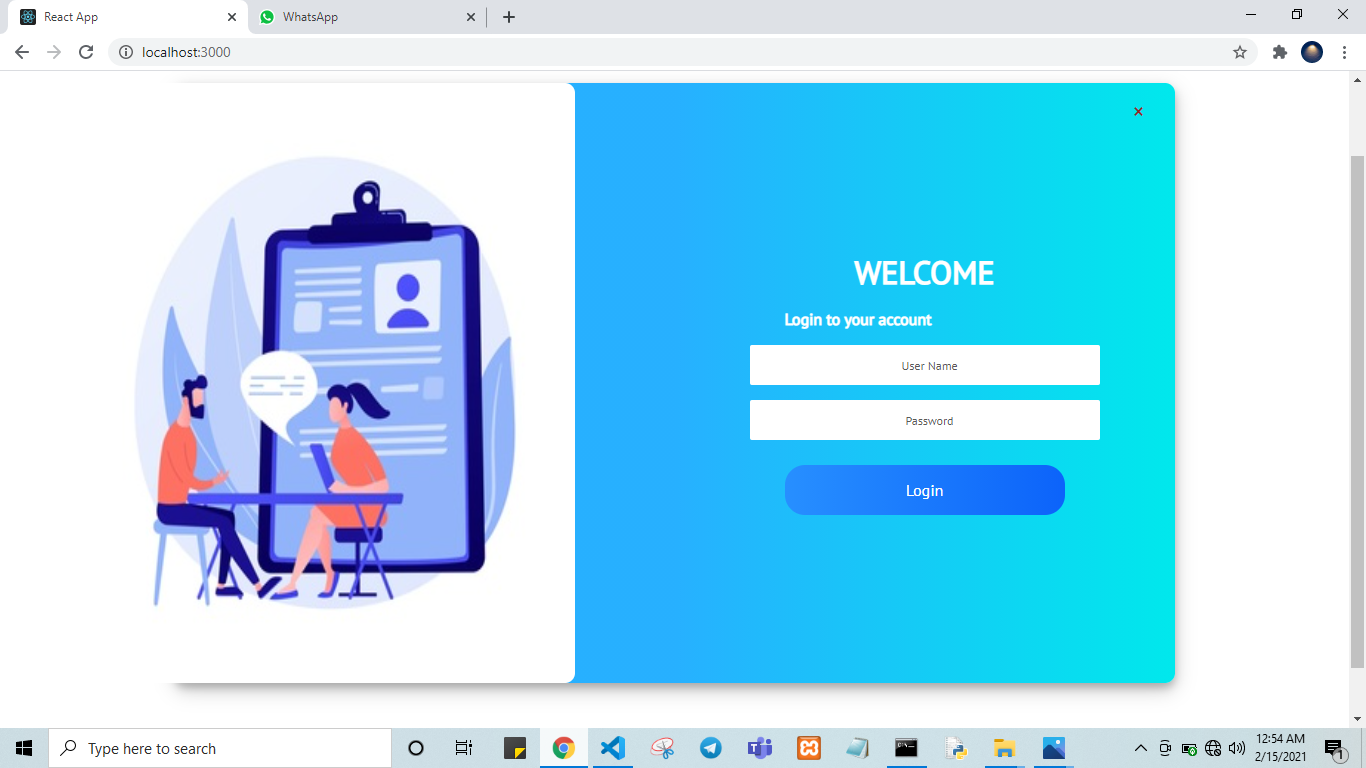 React App
WhatsApp
localhost:3000
×
WELCOME
Login to your account
User Name
Password
Login
Type here to search
12:54 AM
2/15/2021
1